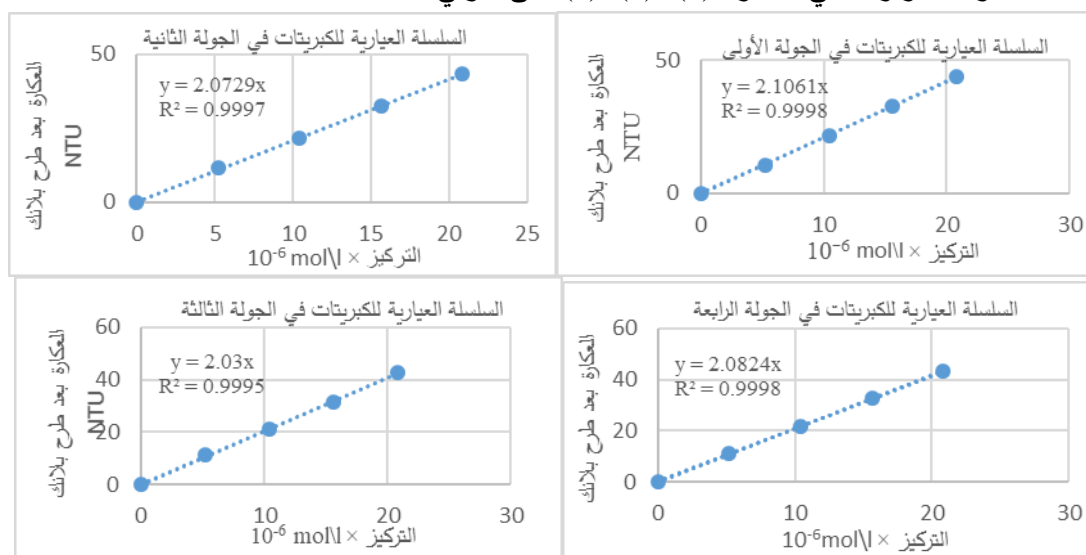 السلسلة العيارية للكبريتات في الجولة الأولى
y = 2.1061x
R² = 0.9998
العكارة بعد طرح بلانك
NTU
50
0
0 10 20 30
التركيز × 10⁻⁶ mol\l
السلسلة العيارية للكبريتات في الجولة الثانية
y = 2.0729x
R² = 0.9997
العكارة بعد طرح بلانك
NTU
50
0
0 5 10 15 20 25
التركيز × 10⁻⁶ mol\l
السلسلة العيارية للكبريتات في الجولة الثالثة
y = 2.03x
R² = 0.9995
العكارة بعد طرح بلانك
NTU
60
40
20
0
0 10 20 30
التركيز × 10⁻⁶ mol\l
السلسلة العيارية للكبريتات في الجولة الرابعة
y = 2.0824x
R² = 0.9998
العكارة بعد طرح بلانك
60
40
20
0
0 10 20 30
التركيز × 10⁻⁶mol\l